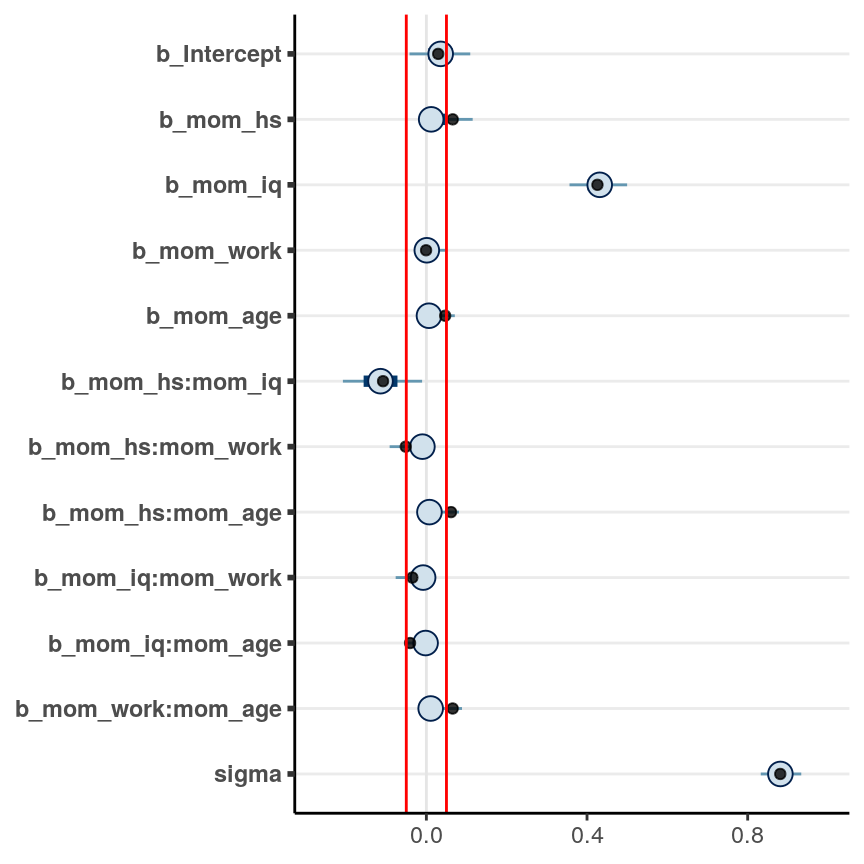 b_Intercept
b_mom_hs
b_mom_iq
b_mom_work
b_mom_age
b_mom_hs:mom_iq
b_mom_hs:mom_work
b_mom_hs:mom_age
b_mom_iq:mom_work
b_mom_iq:mom_age
b_mom_work:mom_age
sigma
0.0 0.4 0.8